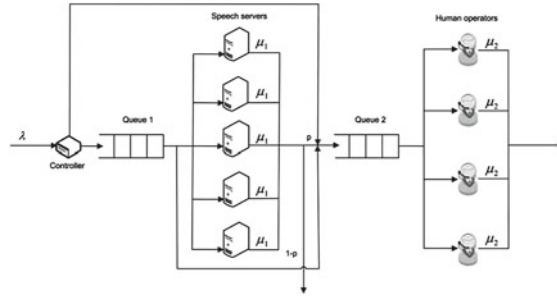 Speech servers
Human operators
μ₁
μ₂
μ₁
μ₂
Queue 1
Queue 2
λ
μ₁
p
Controller
μ₁
μ₂
μ₁
μ₂
1-p